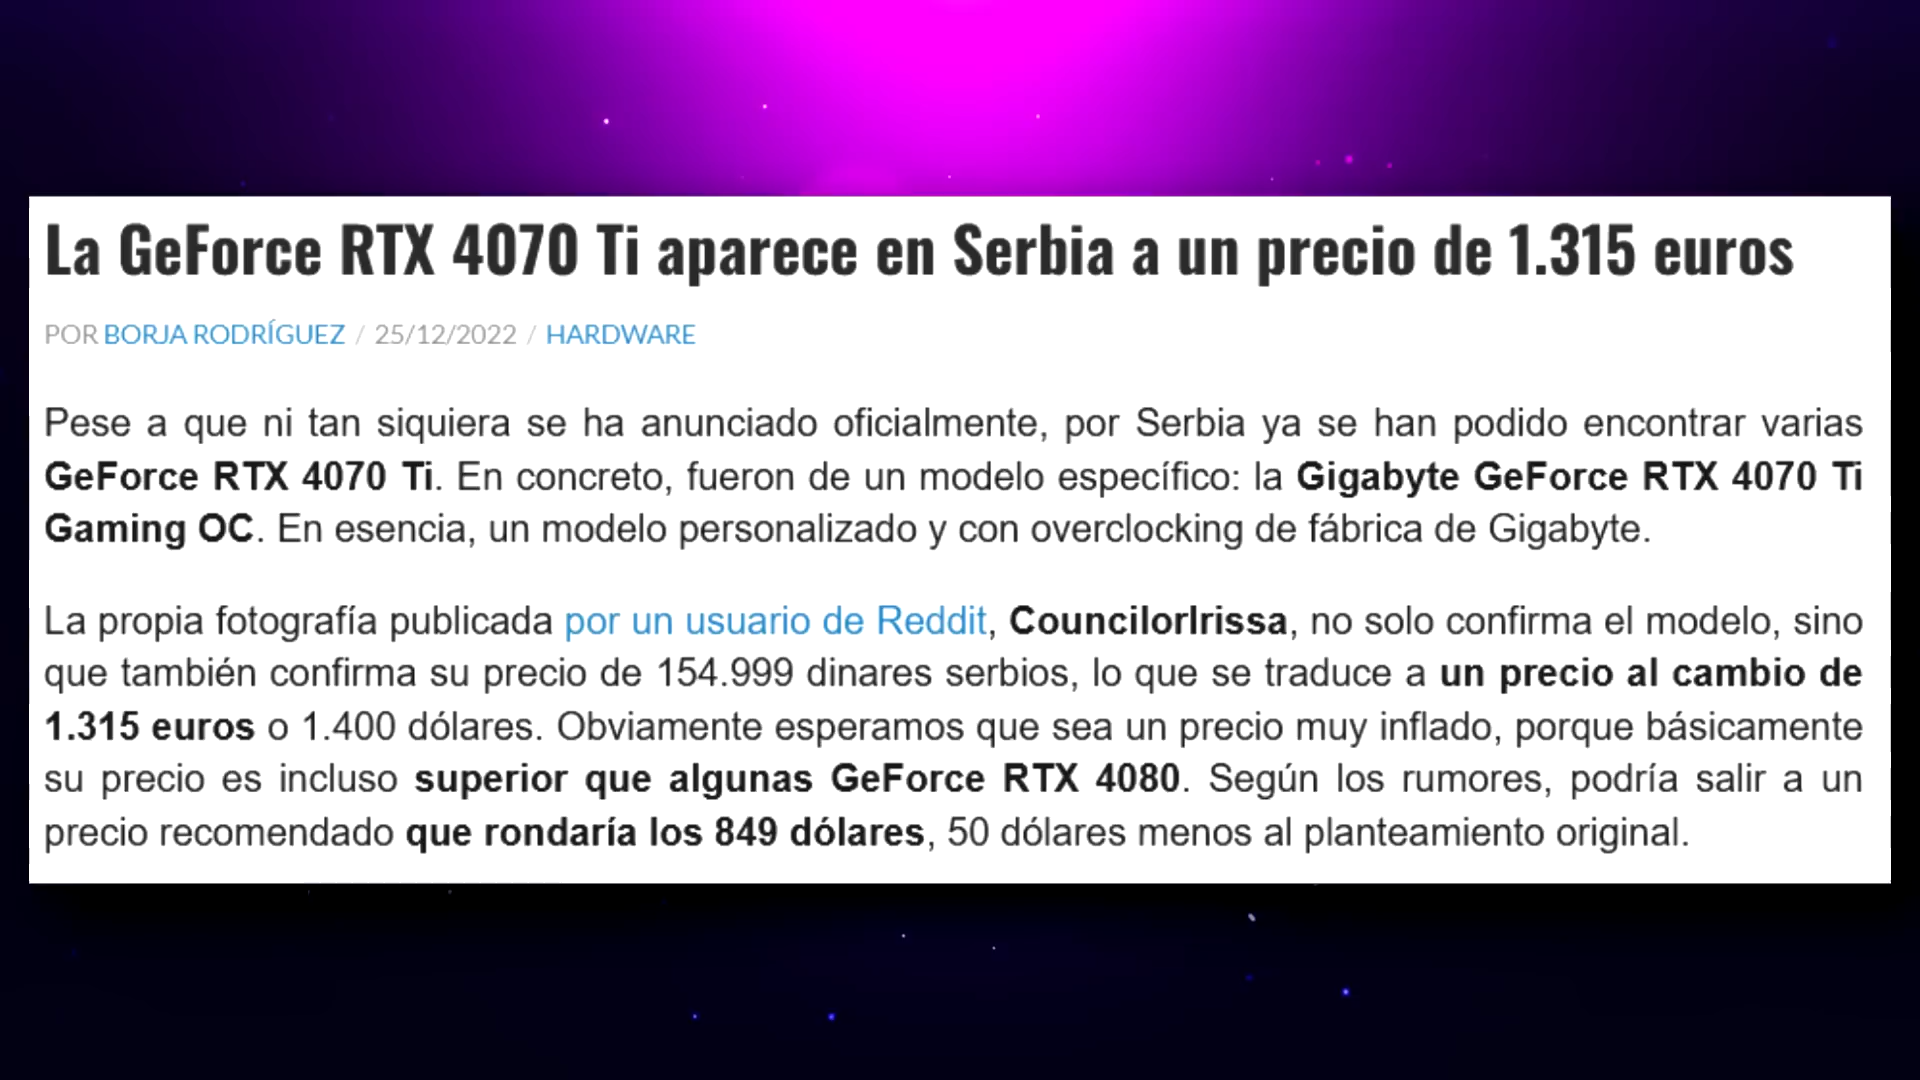 La GeForce RTX 4070 Ti aparece en Serbia a un precio de 1.315 euros
POR BORJA RODRÍGUEZ / 25/12/2022 / HARDWARE
Pese a que ni tan siquiera se ha anunciado oficialmente, por Serbia ya se han podido encontrar varias
GeForce RTX 4070 Ti. En concreto, fueron de un modelo específico: la Gigabyte GeForce RTX 4070 Ti
Gaming OC. En esencia, un modelo personalizado y con overclocking de fábrica de Gigabyte.
La propia fotografía publicada por un usuario de Reddit, CouncilorIrissa, no solo confirma el modelo, sino
que también confirma su precio de 154.999 dinares serbios, lo que se traduce a un precio al cambio de
1.315 euros o 1.400 dólares. Obviamente esperamos que sea un precio muy inflado, porque básicamente
su precio es incluso superior que algunas GeForce RTX 4080. Según los rumores, podría salir a un
precio recomendado que rondaría los 849 dólares, 50 dólares menos al planteamiento original.